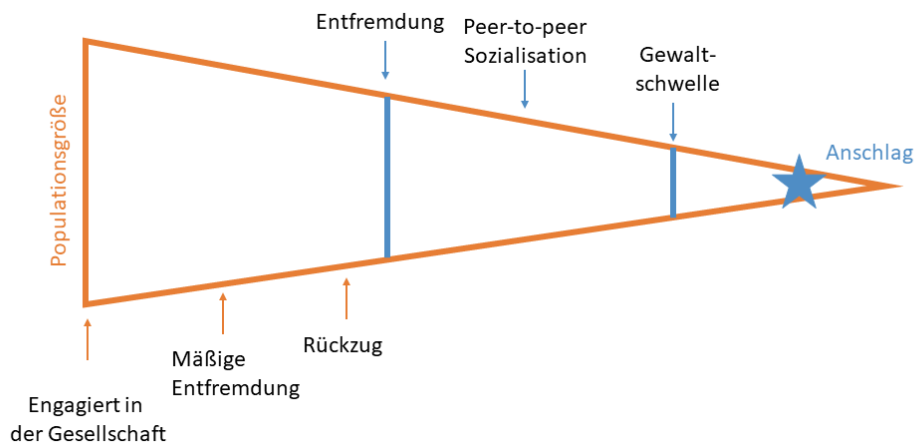 Entfremdung
Peer-to-peer
Sozialisation
Gewalt-
schwelle
Anschlag
Populationsgröße
Rückzug
Mäßige
Entfremdung
Engagiert in
der Gesellschaft